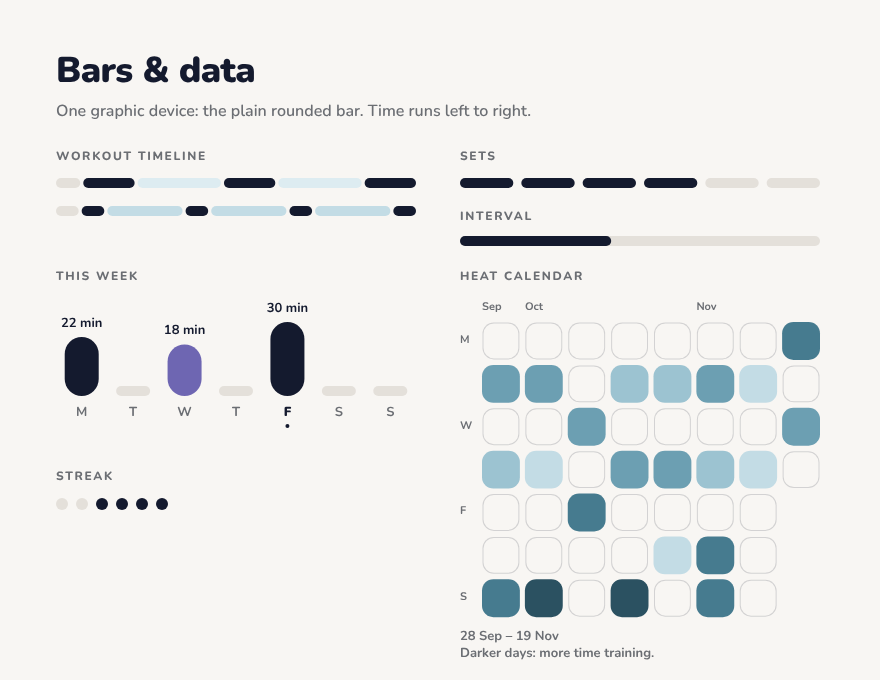 Bars & data
One graphic device: the plain rounded bar. Time runs left to right.
WORKOUT TIMELINE
SETS
INTERVAL
THIS WEEK
22 min
18 min
30 min
M T W T F S S
STREAK
HEAT CALENDAR
Sep Oct Nov
M
W
F
S
28 Sep – 19 Nov
Darker days: more time training.